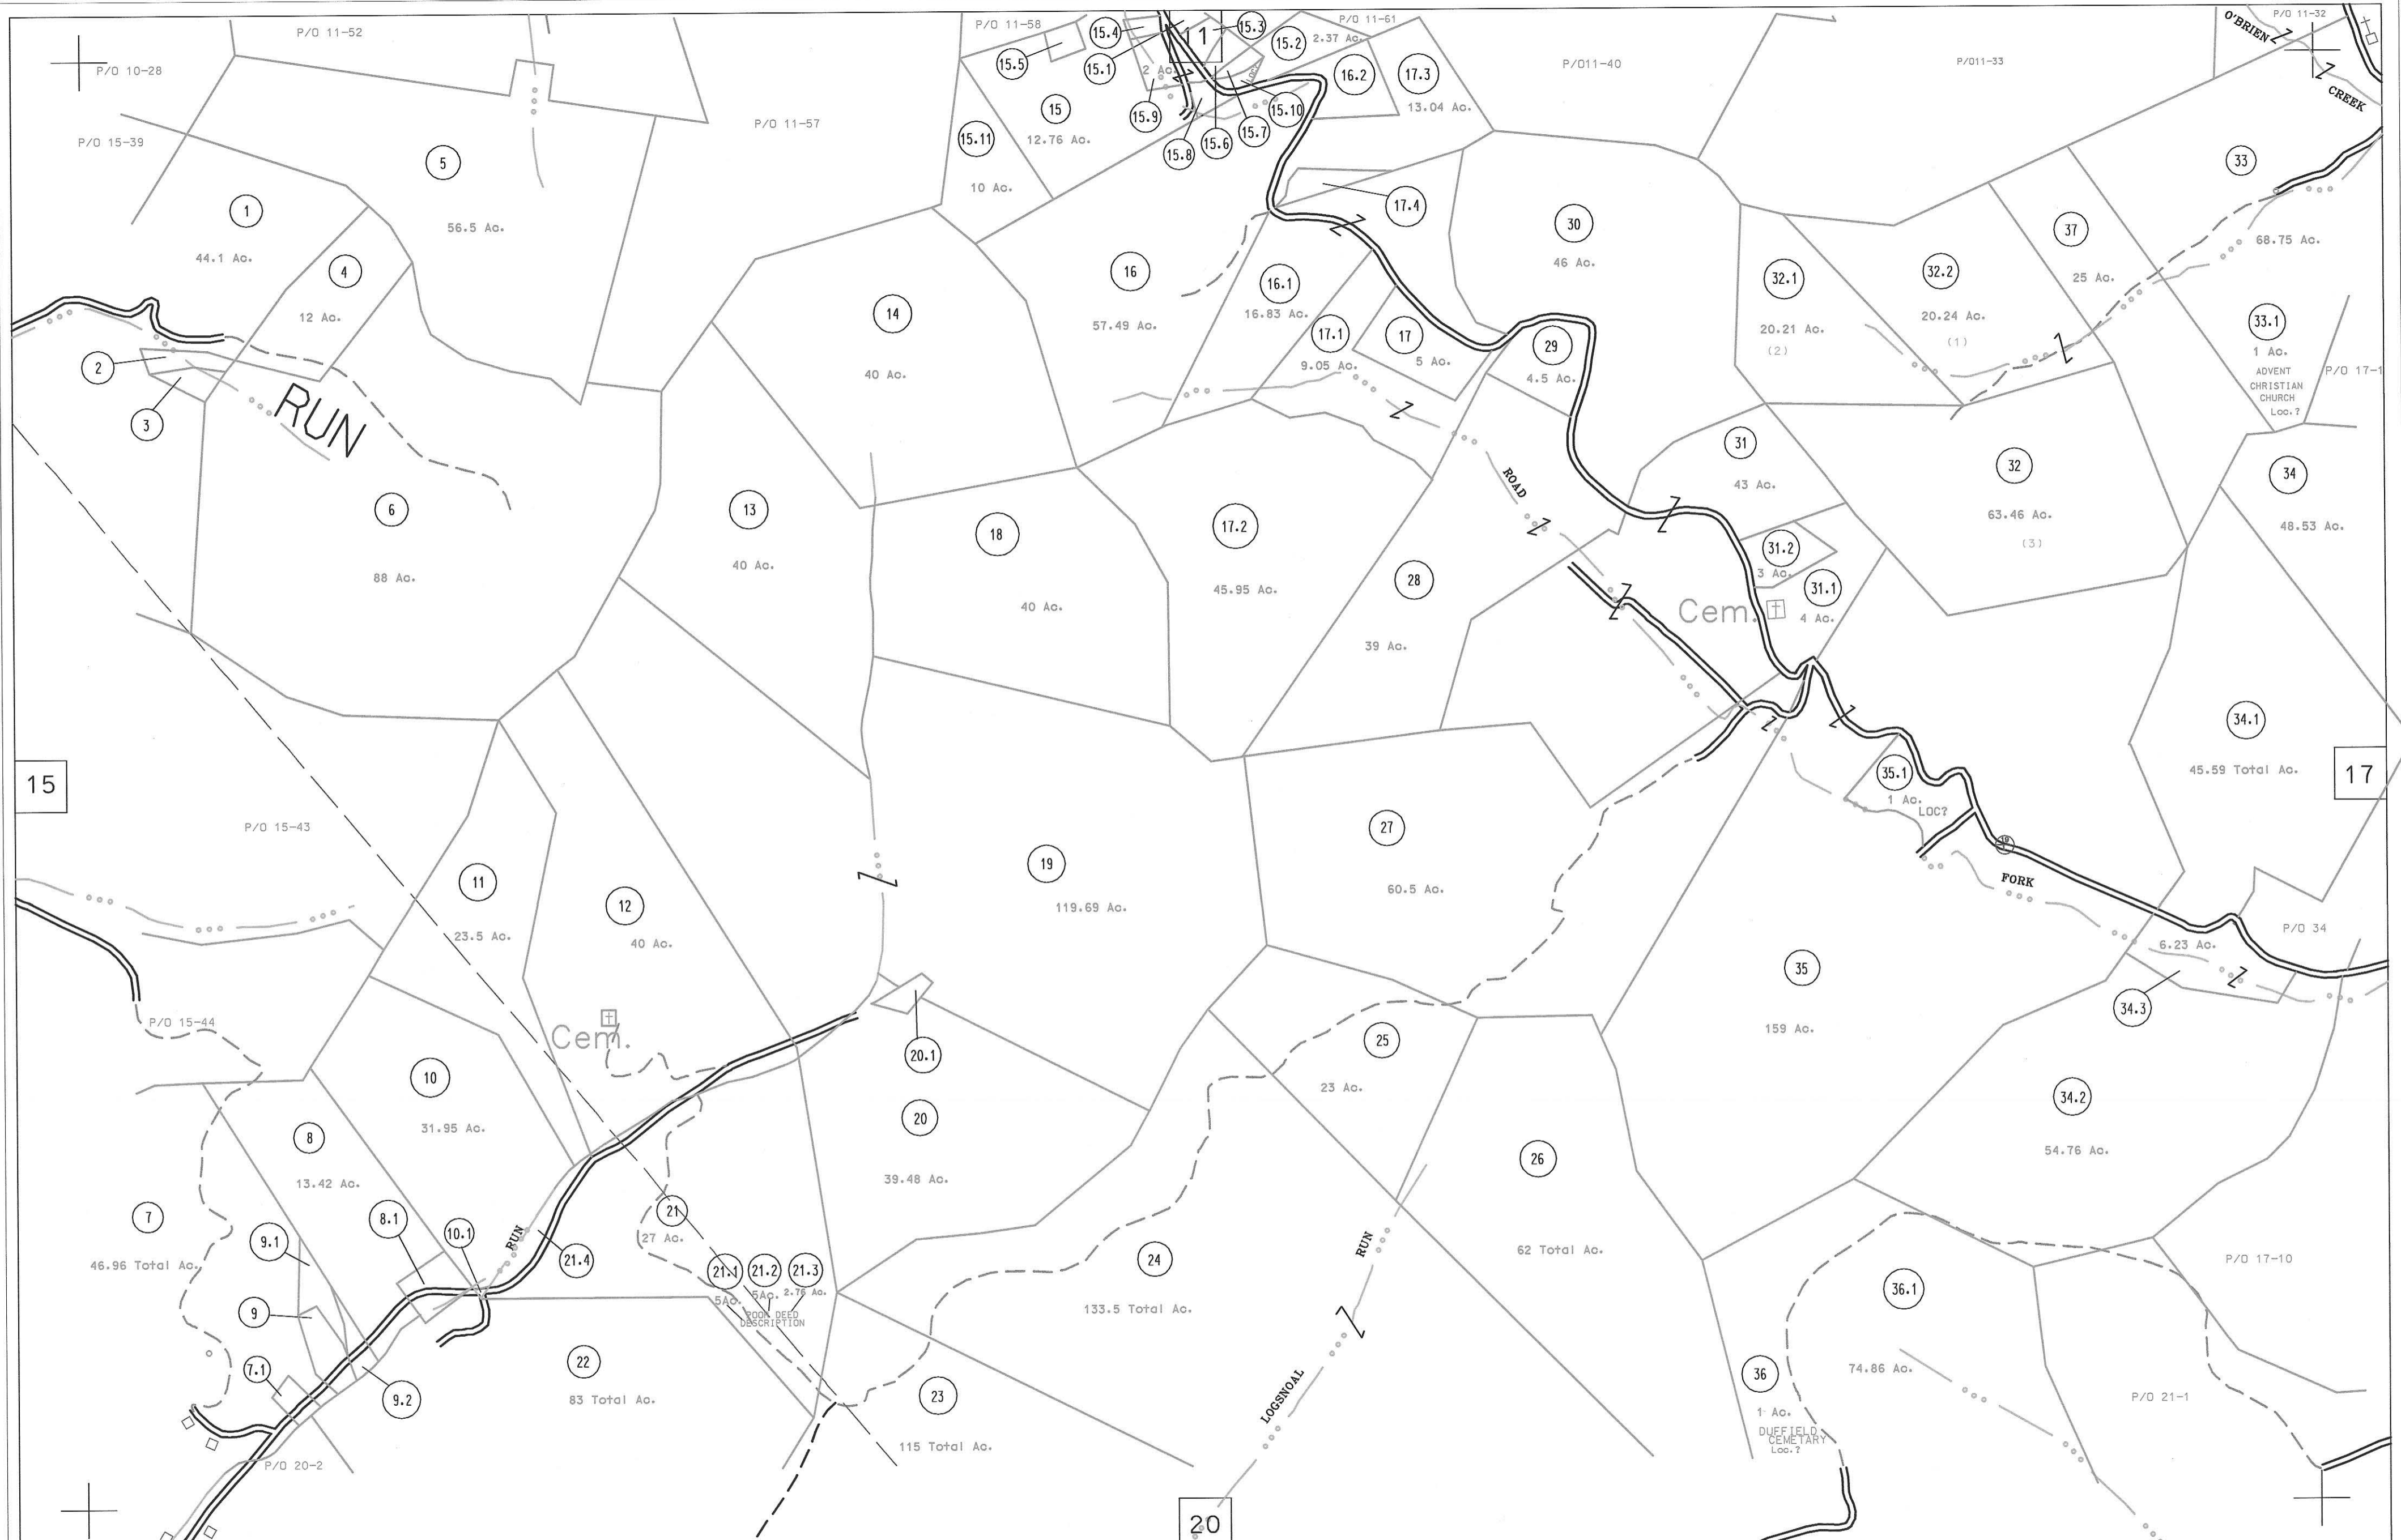 P/O 11-52
P/O 11-58
15.4
11
15.3
P/O 11-61
P/O 11-32
O'BRIEN
P/O 10-28
15.5
15.1
2 Ac.
15.2
2.37 Ac.
LOC?
16.2
17.3
P/O11-40
P/O11-33
CREEK
15
12.76 Ac.
15.9
15.10
13.04 Ac.
P/O 15-39
5
56.5 Ac.
P/O 11-57
15.11
10 Ac.
15.8
15.6
15.7
33
68.75 Ac.
1
44.1 Ac.
4
12 Ac.
17.4
30
46 Ac.
37
25 Ac.
14
40 Ac.
16
57.49 Ac.
16.1
16.83 Ac.
32.1
20.21 Ac.
(2)
32.2
20.24 Ac.
(1)
33.1
1 Ac.
ADVENT
CHRISTIAN
CHURCH
Loc.?
P/O 17-1
17.1
9.05 Ac.
17
5 Ac.
29
4.5 Ac.
2
3
RUN
31
43 Ac.
32
63.46 Ac.
(3)
34
48.53 Ac.
6
88 Ac.
13
40 Ac.
18
40 Ac.
17.2
45.95 Ac.
ROAD
28
39 Ac.
31.2
3 Ac.
31.1
4 Ac.
Cem.
34.1
45.59 Total Ac.
15
17
35.1
1 Ac.
LOC?
P/O 15-43
27
60.5 Ac.
19
119.69 Ac.
FORK
11
23.5 Ac.
12
40 Ac.
P/O 34
6.23 Ac.
35
159 Ac.
34.3
P/O 15-44
Cem.
20.1
25
23 Ac.
10
31.95 Ac.
20
39.48 Ac.
34.2
54.76 Ac.
8
13.42 Ac.
26
62 Total Ac.
7
46.96 Total Ac.
8.1
10.1
RUN
21.4
21
27 Ac.
9.1
21.1
5Ac.
21.2
5Ac.
21.3
2.76 Ac.
POOR DEED
DESCRIPTION
24
133.5 Total Ac.
RUN
P/O 17-10
36.1
74.86 Ac.
9
7.1
9.2
22
83 Total Ac.
23
115 Total Ac.
LOGSNOAL
36
1 Ac.
DUFFIELD
CEMETARY
Loc.?
P/O 21-1
P/O 20-2
20